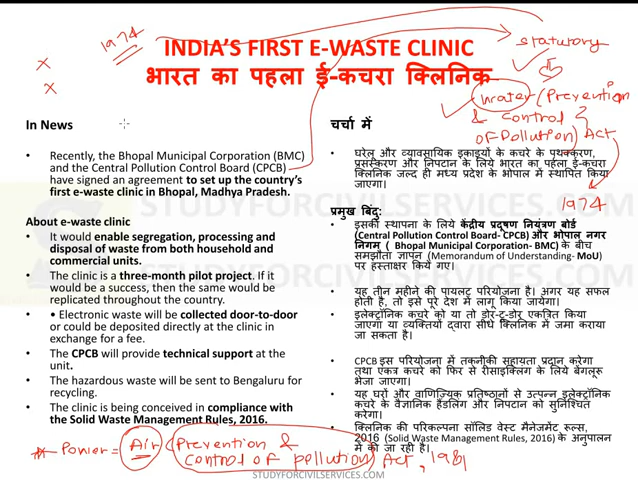 1974
INDIA'S FIRST E-WASTE CLINIC
भारत का पहला ई-कचरा क्लिनिक
statutory
Water (Prevention
& Control
of Pollution) Act
1974
In News
• Recently, the Bhopal Municipal Corporation (BMC)
and the Central Pollution Control Board (CPCB)
have signed an agreement to set up the country's
first e-waste clinic in Bhopal, Madhya Pradesh.
About e-waste clinic
• It would enable segregation, processing and
disposal of waste from both household and
commercial units.
• The clinic is a three-month pilot project. If it
would be a success, then the same would be
replicated throughout the country.
• • Electronic waste will be collected door-to-door
or could be deposited directly at the clinic in
exchange for a fee.
• The CPCB will provide technical support at the
unit.
• The hazardous waste will be sent to Bengaluru for
recycling.
• The clinic is being conceived in compliance with
the Solid Waste Management Rules, 2016.
चर्चा में
• घरेलू और व्यावसायिक इकाइयों के कचरे के पृथक्करण,
प्रसंस्करण और निपटान के लिये भारत का पहला ई-कचरा
क्लिनिक जल्द ही मध्य प्रदेश के भोपाल में स्थापित किया
जाएगा।
प्रमुख बिंदु:
• इसकी स्थापना के लिये केंद्रीय प्रदूषण नियंत्रण बोर्ड
(Central Pollution Control Board- CPCB) और भोपाल नगर
निगम ( Bhopal Municipal Corporation- BMC) के बीच
समझौता ज्ञापन (Memorandum of Understanding- MoU)
पर हस्ताक्षर किये गए।
• यह तीन महीने की पायलट परियोजना है। अगर यह सफल
होती है, तो इसे पूरे देश में लागू किया जायेगा।
• इलेक्ट्रॉनिक कचरे को या तो डोर-टू-डोर एकत्रित किया
जाएगा या व्यक्तियों द्वारा सीधे क्लिनिक में जमा कराया
जा सकता है।
• CPCB इस परियोजना में तकनीकी सहायता प्रदान करेगा
तथा एकत्र कचरे को फिर से रीसाइक्लिंग के लिये बेंगलूरु
भेजा जाएगा।
• यह घरों और वाणिज्यिक प्रतिष्ठानों से उत्पन्न इलेक्ट्रॉनिक
कचरे के वैज्ञानिक हैंडलिंग और निपटान को सुनिश्चित
करेगा।
• क्लिनिक की परिकल्पना सॉलिड वेस्ट मैनेजमेंट रूल्स,
2016 (Solid Waste Management Rules, 2016) के अनुपालन
में की जा रही है।
Power = Air (Prevention &
Control of pollution) Act, 1981
STUDYFORCIVILSERVICES.COM
STUDYFORCIVILSERVICES.COM
STUDYFORCIVILSERVICES.COM